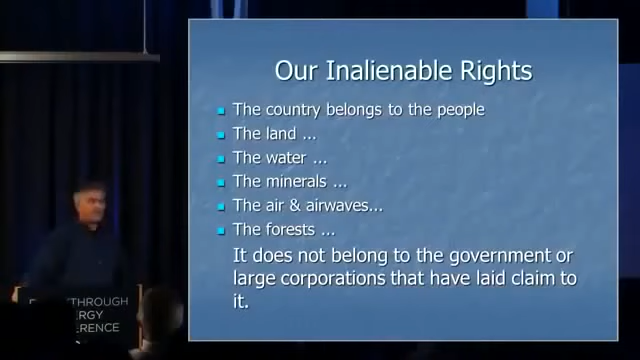 Our Inalienable Rights
The country belongs to the people
The land ...
The water ...
The minerals ...
The air & airwaves...
The forests ...
It does not belong to the government or
large corporations that have laid claim to
it.
THROUGH